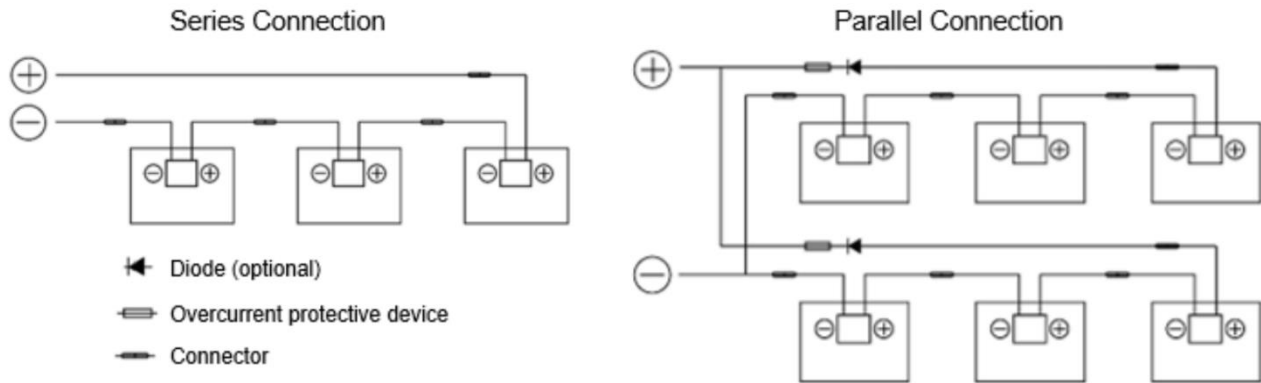 Series Connection
Parallel Connection
Diode (optional)
Overcurrent protective device
Connector